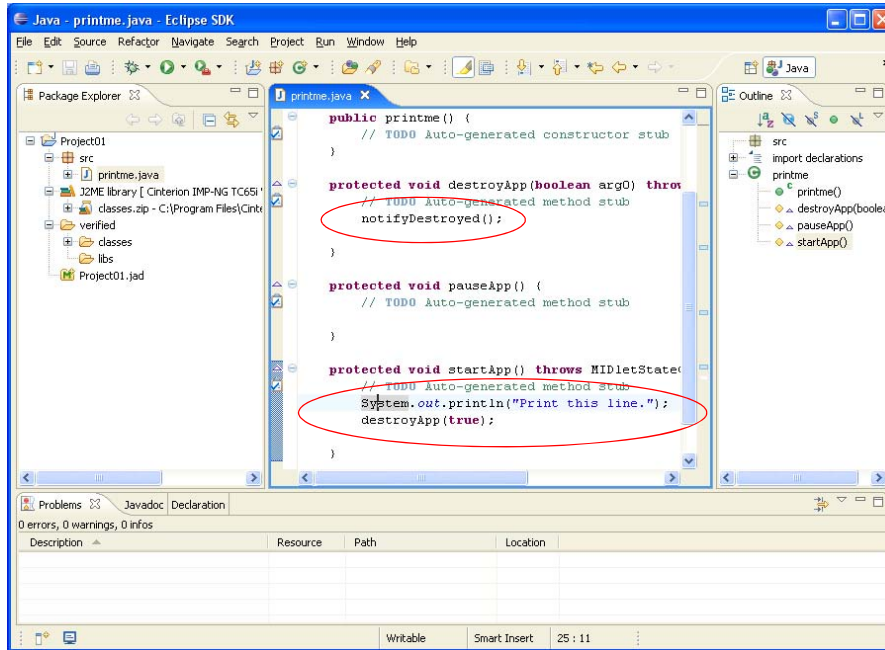 Java - printme.java - Eclipse SDK
File Edit Source Refactor Navigate Search Project Run Window Help
Java
Package Explorer
Project01
src
printme.java
J2ME library [ Cinterion IMP-NG TC65i '
classes.zip - C:\Program Files\Cinte
verified
classes
libs
Project01.jad
printme.java
public printme() {
// TODO Auto-generated constructor stub
}
protected void destroyApp(boolean arg0) throw
// TODO Auto-generated method stub
notifyDestroyed();
}
protected void pauseApp() {
// TODO Auto-generated method stub
}
protected void startApp() throws MIDletStateC
// TODO Auto-generated method stub
System.out.println("Print this line.");
destroyApp(true);
}
Outline
src
import declarations
printme
printme()
destroyApp(boolea
pauseApp()
startApp()
Problems Javadoc Declaration
0 errors, 0 warnings, 0 infos
Description Resource Path Location
Writable Smart Insert 25 : 11